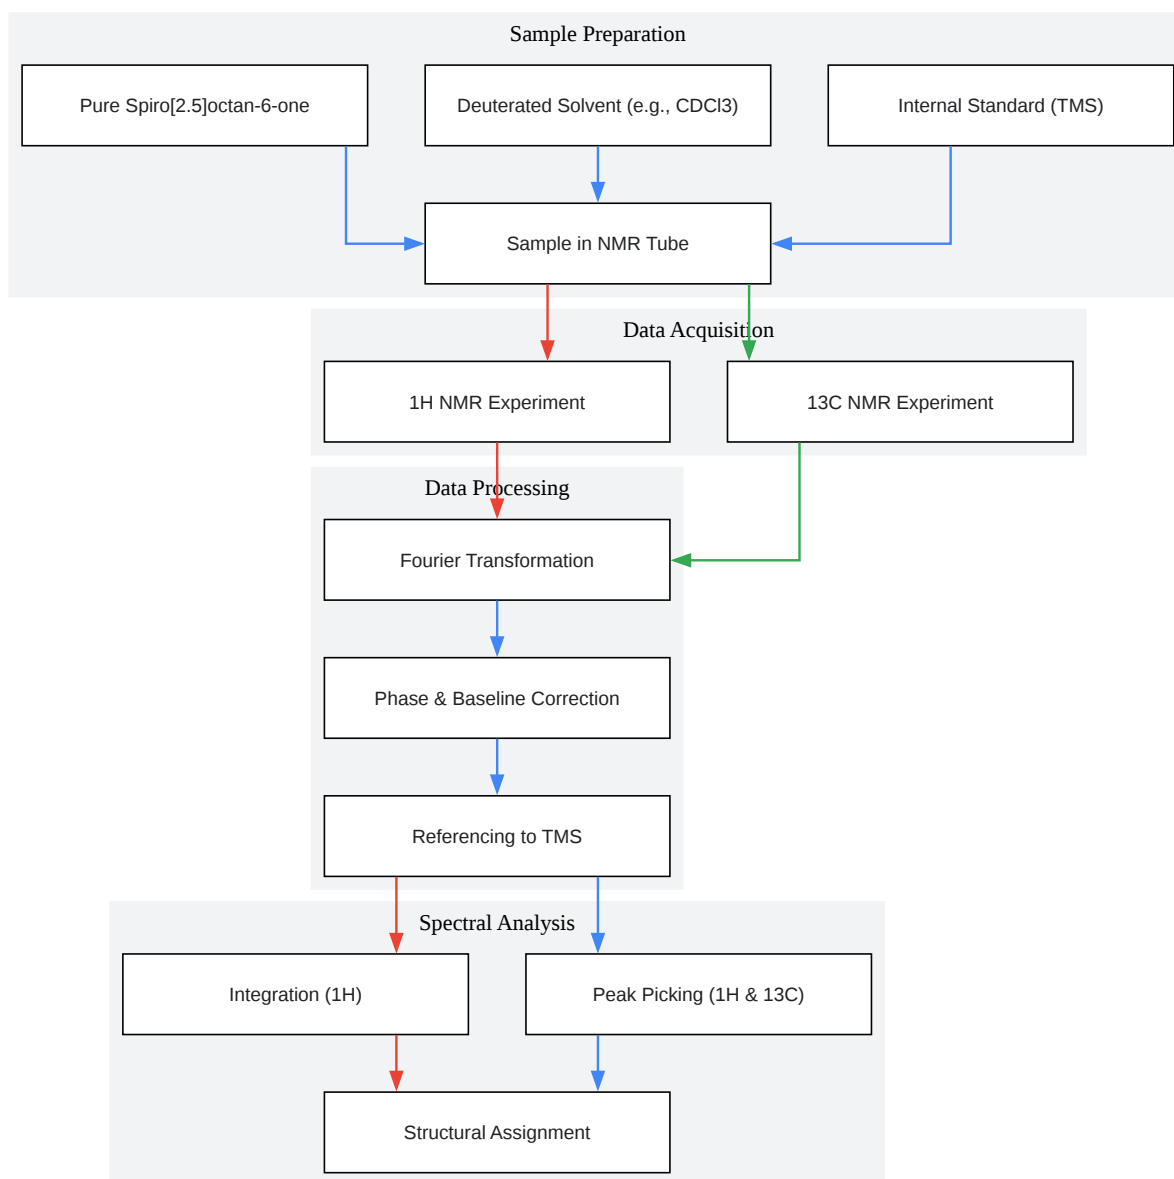 Sample Preparation
Pure Spiro[2.5]octan-6-one
Deuterated Solvent (e.g., CDCl3)
Internal Standard (TMS)
Sample in NMR Tube
Data Acquisition
1H NMR Experiment
13C NMR Experiment
Data Processing
Fourier Transformation
Phase & Baseline Correction
Referencing to TMS
Spectral Analysis
Integration (1H)
Peak Picking (1H & 13C)
Structural Assignment